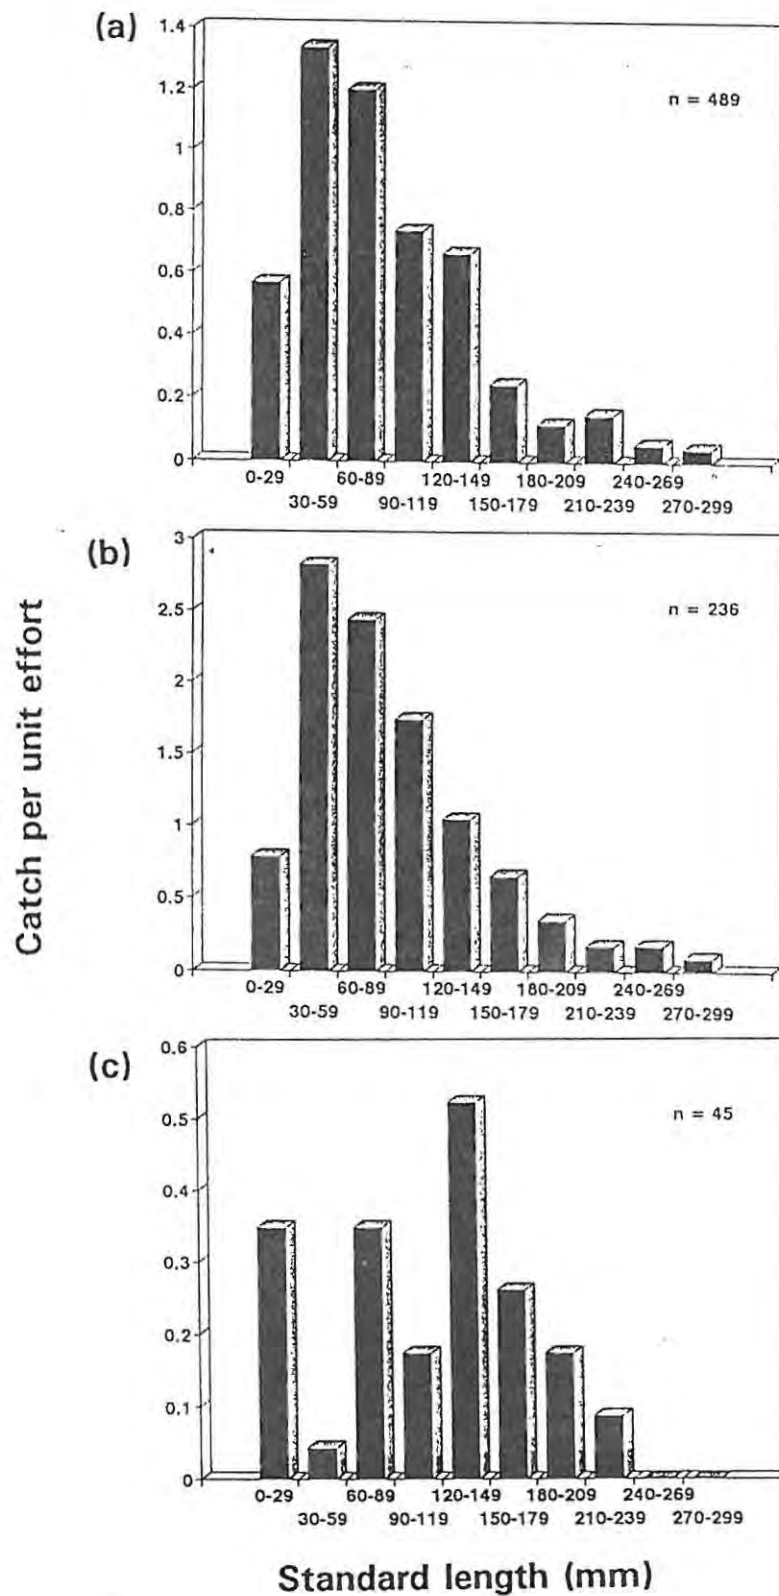 (a)
1.4
1.2
1
0.8
0.6
0.4
0.2
0
n = 489
0-29 60-89 120-149 180-209 240-269
30-59 90-119 150-179 210-239 270-299
(b)
3
2.5
2
1.5
1
0.5
0
n = 236
0-29 60-89 120-149 180-209 240-269
30-59 90-119 150-179 210-239 270-299
(c)
0.6
0.5
0.4
0.3
0.2
0.1
0
n = 45
0-29 60-89 120-149 180-209 240-269
30-59 90-119 150-179 210-239 270-299
Catch per unit effort
Standard length (mm)